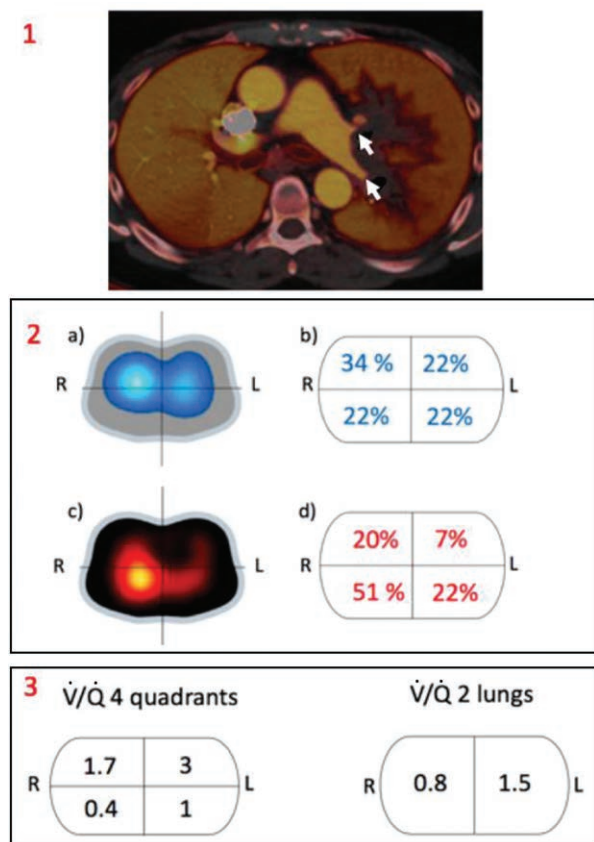 1
2
a) b)
R L R 34 % 22% L
22% 22%
c) d)
R L R 20% 7% L
51 % 22%
3 V̇/Q̇ 4 quadrants V̇/Q̇ 2 lungs
R 1.7 3 L R 0.8 1.5 L
0.4 1